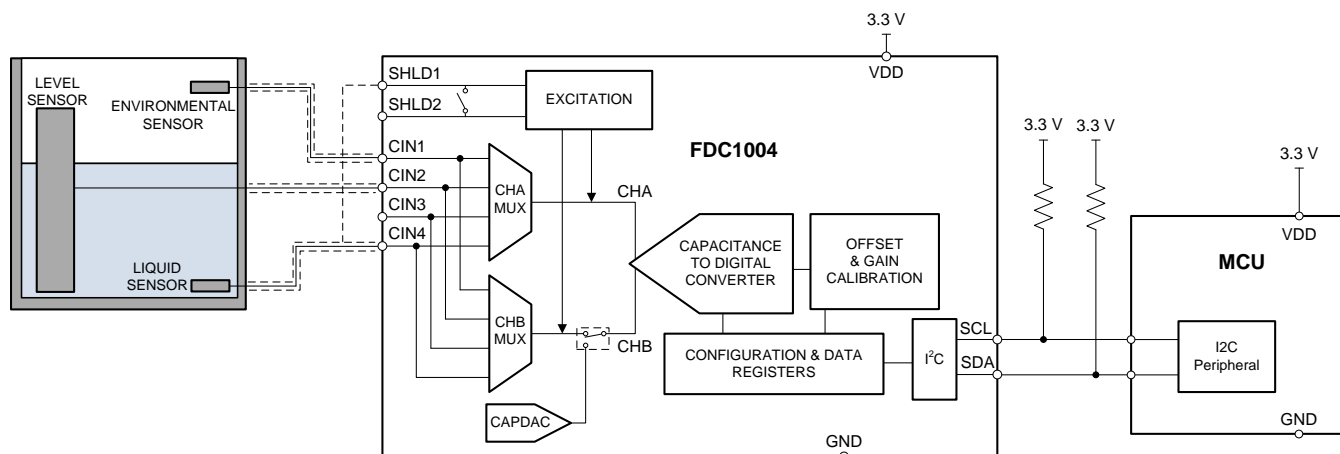 3.3 V
VDD
LEVEL
SENSOR
ENVIRONMENTAL
SENSOR
LIQUID
SENSOR
SHLD1
SHLD2
CIN1
CIN2
CIN3
CIN4
EXCITATION
FDC1004
CHA
MUX
CHA
CHB
MUX
CHB
CAPDAC
CAPACITANCE
TO DIGITAL
CONVERTER
OFFSET
& GAIN
CALIBRATION
CONFIGURATION & DATA
REGISTERS
I²C
SCL
SDA
GND
3.3 V
3.3 V
3.3 V
VDD
MCU
I2C
Peripheral
GND